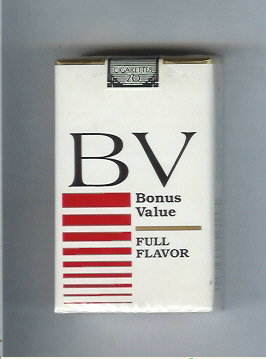 CIGARETTES
20
BV
Bonus
Value
FULL
FLAVOR